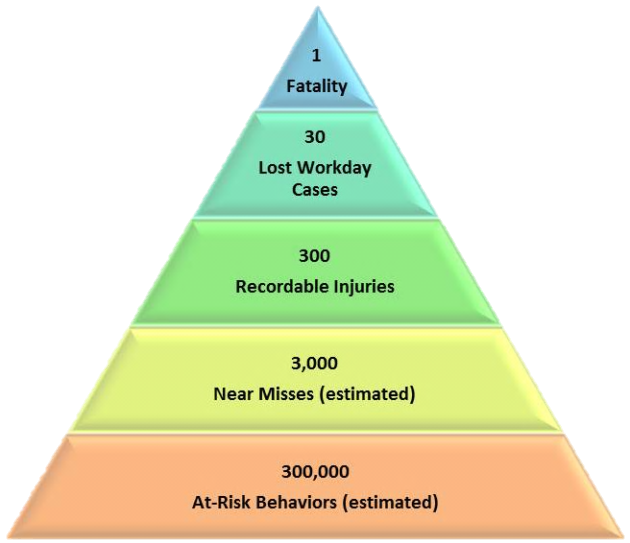 1
Fatality
30
Lost Workday
Cases
300
Recordable Injuries
3,000
Near Misses (estimated)
300,000
At-Risk Behaviors (estimated)